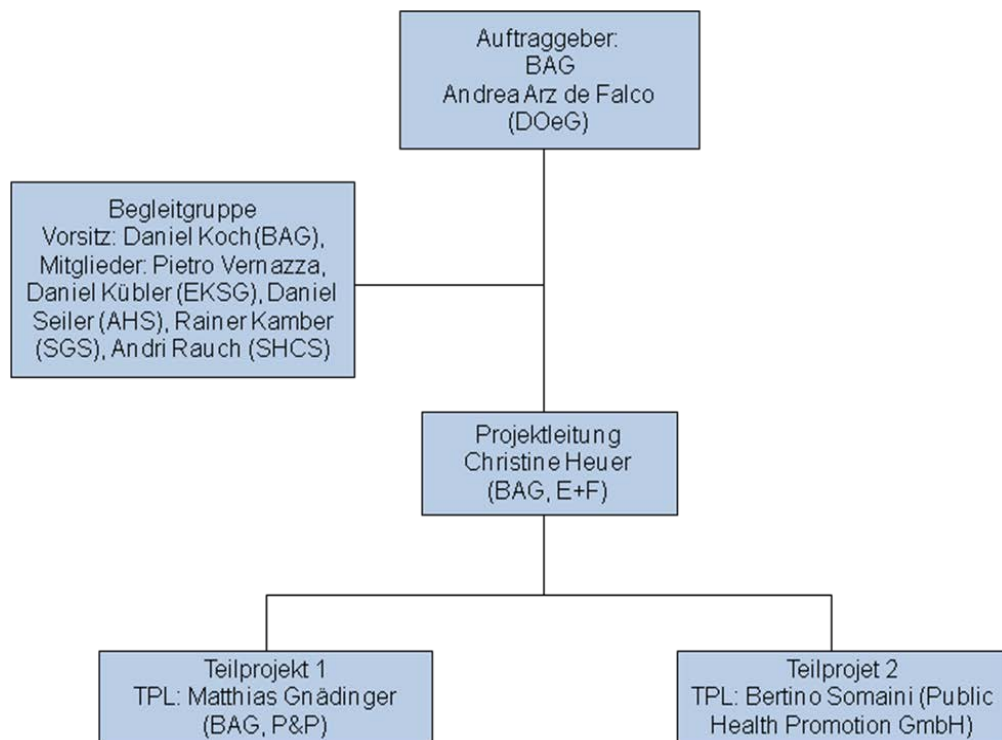 Auftraggeber:
BAG
Andrea Arz de Falco
(DOeG)
Begleitgruppe
Vorsitz: Daniel Koch (BAG),
Mitglieder: Pietro Vernazza,
Daniel Kübler (EKSG), Daniel
Seiler (AHS), Rainer Kamber
(SGS), Andri Rauch (SHCS)
Projektleitung
Christine Heuer
(BAG, E+F)
Teilprojekt 1
TPL: Matthias Gnädinger
(BAG, P&P)
Teilprojet 2
TPL: Bertino Somaini (Public
Health Promotion GmbH)